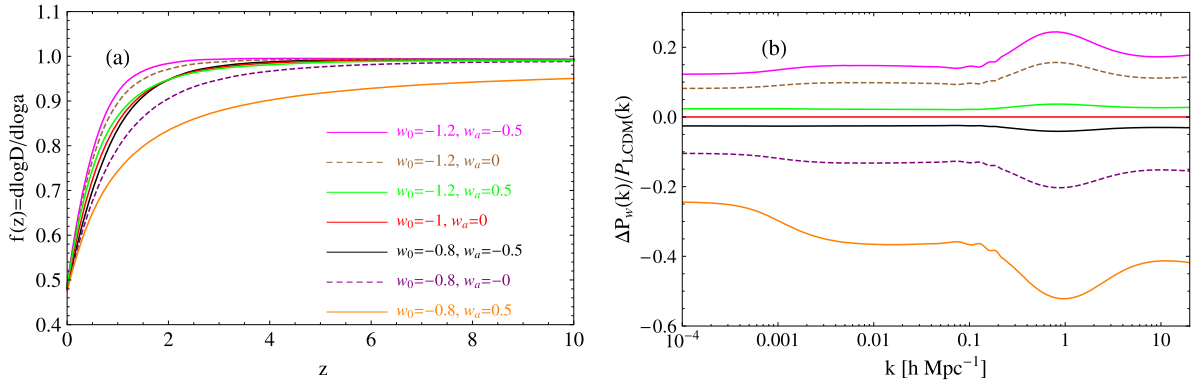 (a)
f(z)=dlogD/dloga
1.1
1.0
0.9
0.8
0.7
0.6
0.5
0.4
0
2
4
6
8
10
z
w₀=−1.2, wₐ=−0.5
w₀=−1.2, wₐ=0
w₀=−1.2, wₐ=0.5
w₀=−1, wₐ=0
w₀=−0.8, wₐ=−0.5
w₀=−0.8, wₐ=−0
w₀=−0.8, wₐ=0.5
(b)
ΔP_w(k)/P_LCDM(k)
0.2
0.0
−0.2
−0.4
−0.6
10⁻⁴
0.001
0.01
0.1
1
10
k [h Mpc⁻¹]